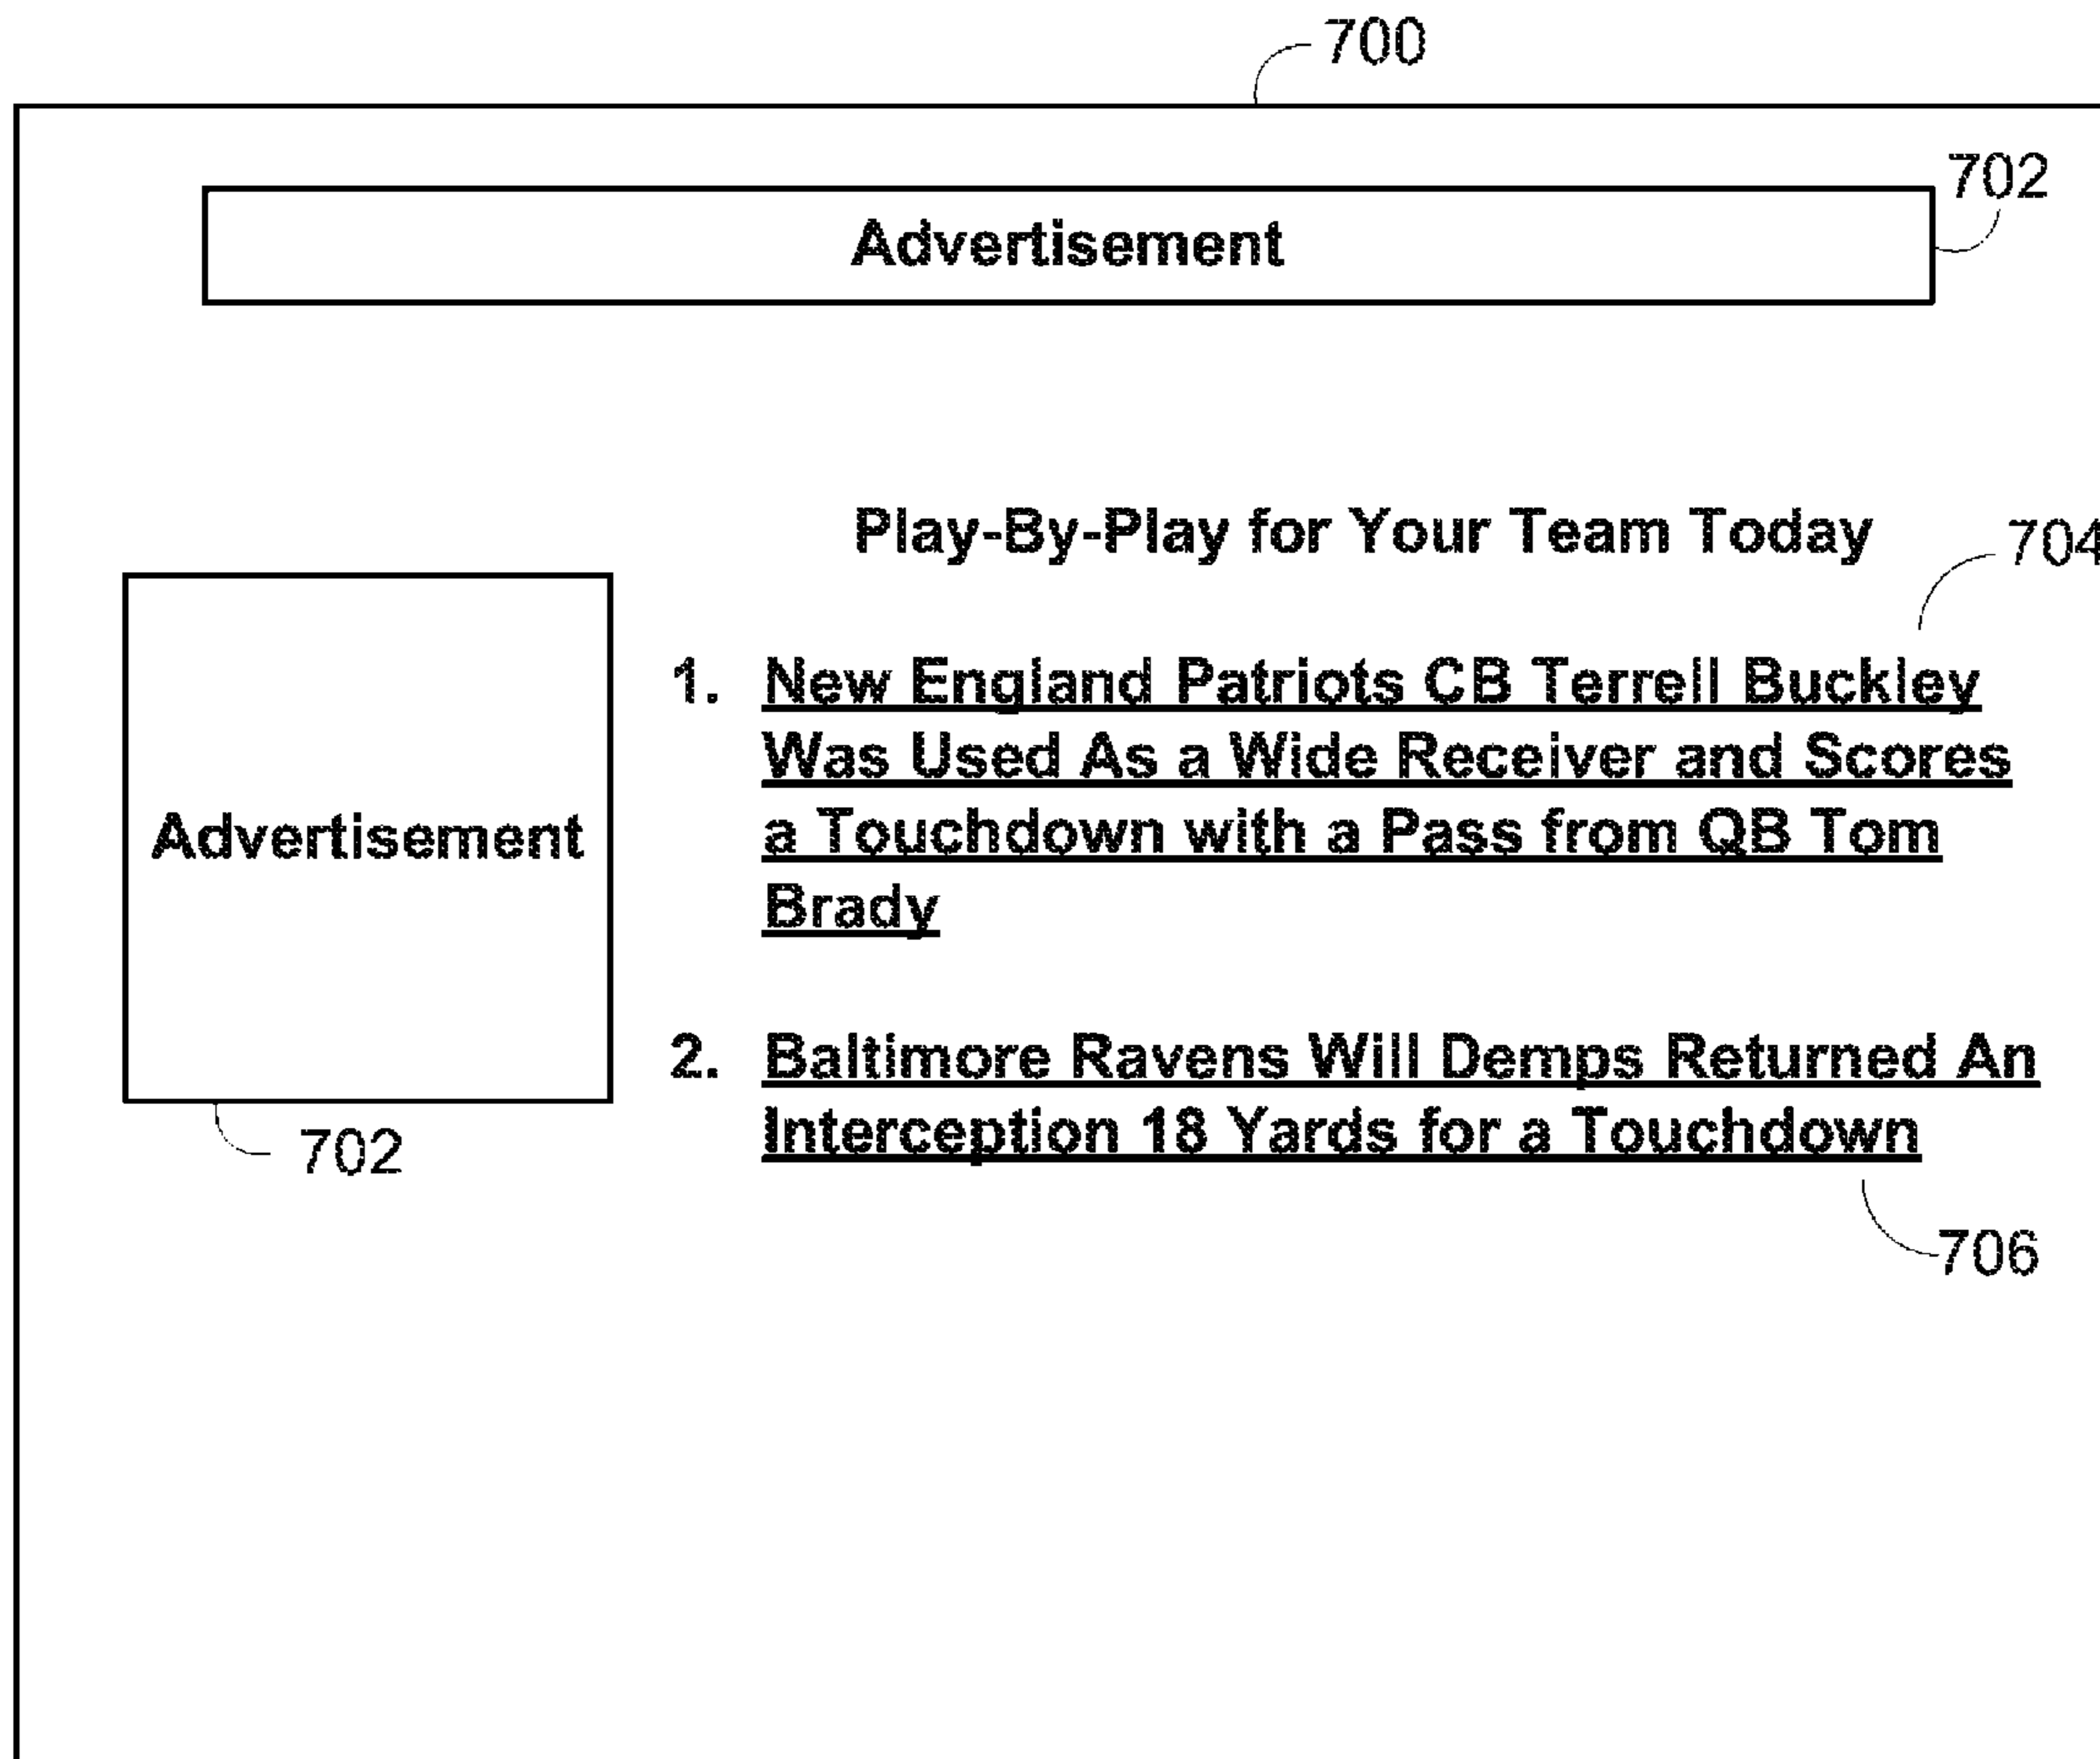 700
702
Advertisement
Play-By-Play for Your Team Today
704
1. New England Patriots CB Terrell Buckley
Was Used As a Wide Receiver and Scores
a Touchdown with a Pass from QB Tom
Brady
Advertisement
2. Baltimore Ravens Will Demps Returned An
Interception 18 Yards for a Touchdown
702
706